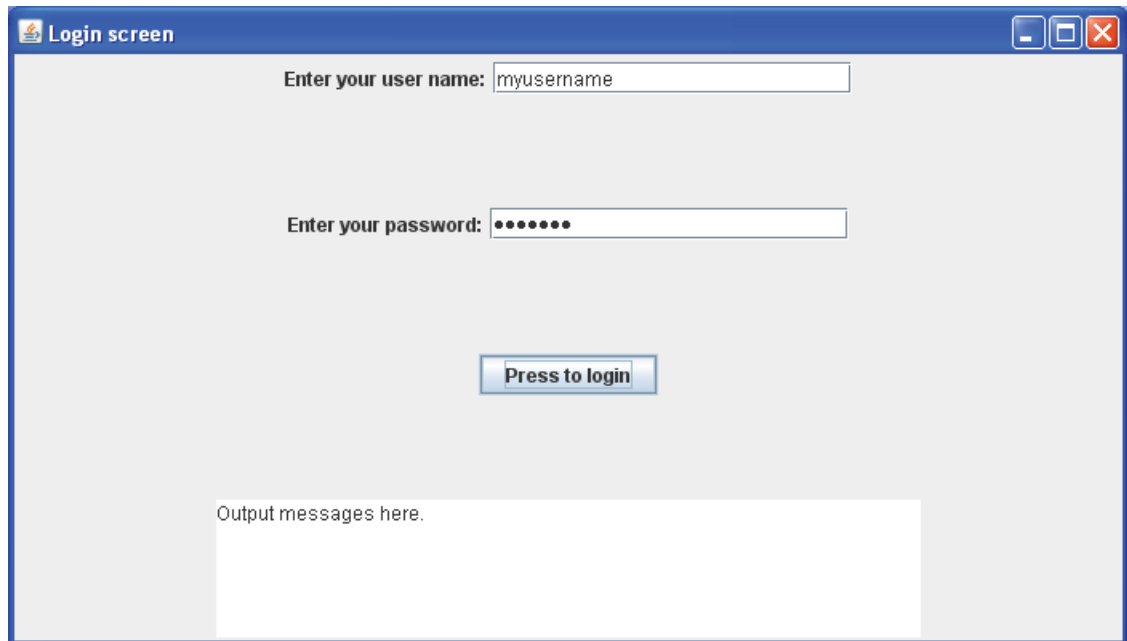 Login screen
Enter your user name: myusername
Enter your password: •••••••
Press to login
Output messages here.